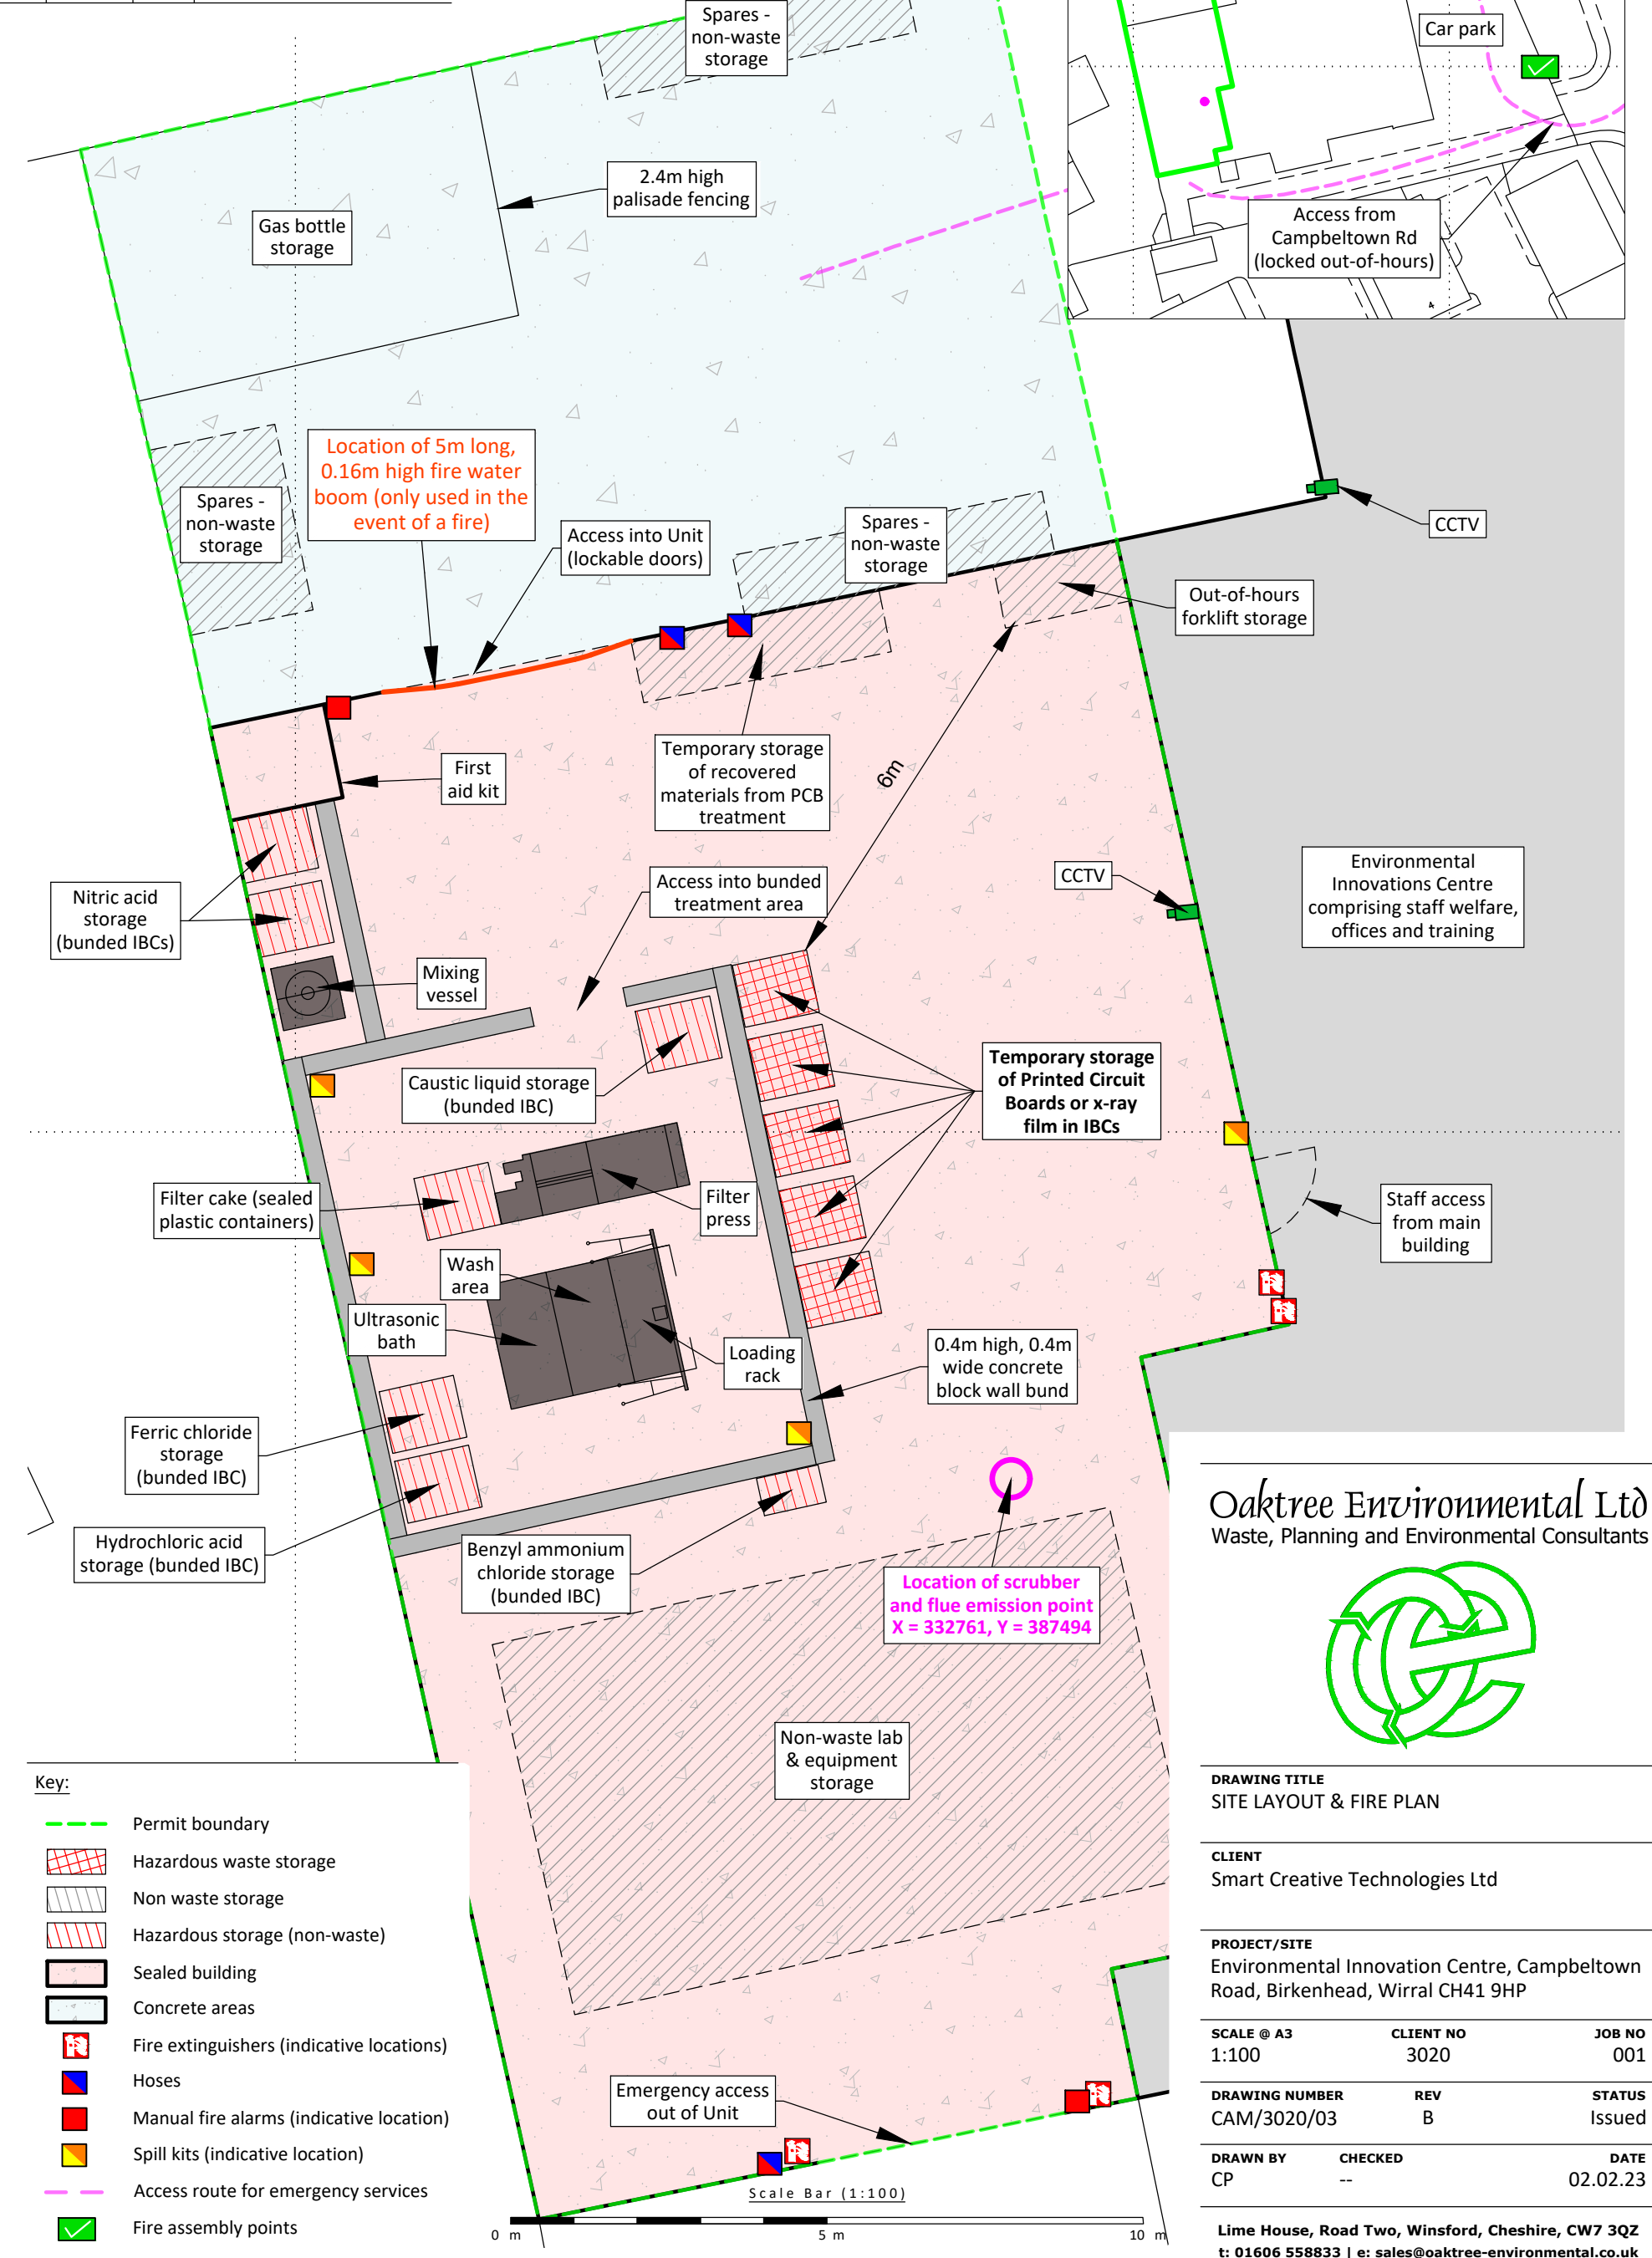 Spares -
non-waste
storage
Car park
2.4m high
palisade fencing
Gas bottle
storage
Access from
Campbeltown Rd
(locked out-of-hours)
4
Location of 5m long,
0.16m high fire water
boom (only used in the
event of a fire)
Spares -
non-waste
storage
Access into Unit
(lockable doors)
Spares -
non-waste
storage
CCTV
Out-of-hours
forklift storage
First
aid kit
Temporary storage
of recovered
materials from PCB
treatment
6m
Nitric acid
storage
(bunded IBCs)
Access into bunded
treatment area
CCTV
Environmental
Innovations Centre
comprising staff welfare,
offices and training
Mixing
vessel
Caustic liquid storage
(bunded IBC)
Temporary storage
of Printed Circuit
Boards or x-ray
film in IBCs
Filter cake (sealed
plastic containers)
Filter
press
Staff access
from main
building
Wash
area
Ultrasonic
bath
Loading
rack
0.4m high, 0.4m
wide concrete
block wall bund
Ferric chloride
storage
(bunded IBC)
Hydrochloric acid
storage (bunded IBC)
Benzyl ammonium
chloride storage
(bunded IBC)
Location of scrubber
and flue emission point
X = 332761, Y = 387494
Non-waste lab
& equipment
storage
Emergency access
out of Unit
Scale Bar (1:100)
0 m 5 m 10 m
Key:
Permit boundary
Hazardous waste storage
Non waste storage
Hazardous storage (non-waste)
Sealed building
Concrete areas
Fire extinguishers (indicative locations)
Hoses
Manual fire alarms (indicative location)
Spill kits (indicative location)
Access route for emergency services
Fire assembly points
Oaktree Environmental Ltd
Waste, Planning and Environmental Consultants
DRAWING TITLE
SITE LAYOUT & FIRE PLAN
CLIENT
Smart Creative Technologies Ltd
PROJECT/SITE
Environmental Innovation Centre, Campbeltown
Road, Birkenhead, Wirral CH41 9HP
SCALE @ A3 CLIENT NO JOB NO
1:100 3020 001
DRAWING NUMBER REV STATUS
CAM/3020/03 B Issued
DRAWN BY CHECKED DATE
CP -- 02.02.23
Lime House, Road Two, Winsford, Cheshire, CW7 3QZ
t: 01606 558833 | e: sales@oaktree-environmental.co.uk